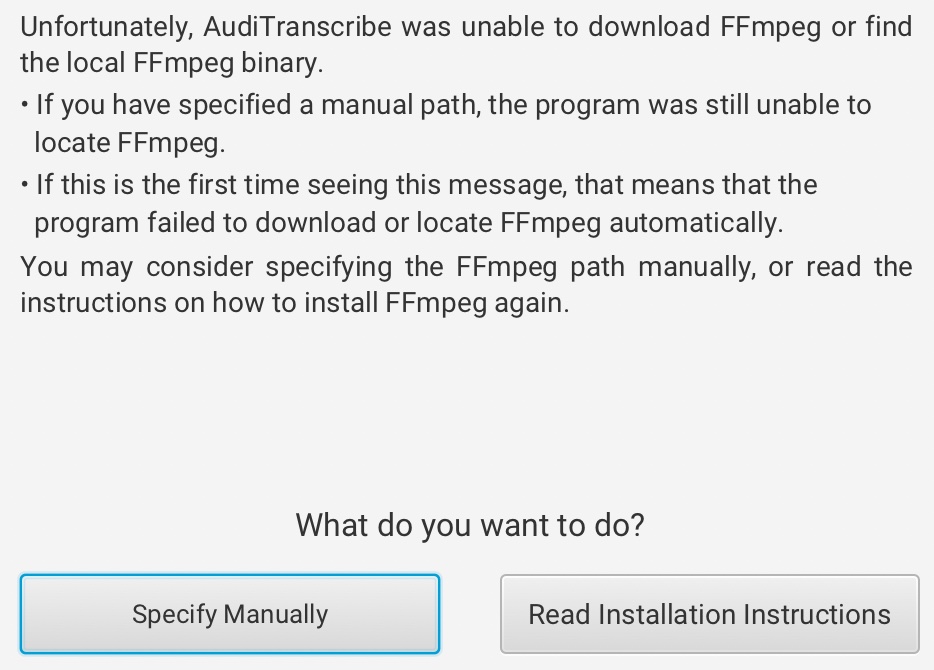 Unfortunately, AudiTranscribe was unable to download FFmpeg or find
the local FFmpeg binary.
• If you have specified a manual path, the program was still unable to
locate FFmpeg.
• If this is the first time seeing this message, that means that the
program failed to download or locate FFmpeg automatically.
You may consider specifying the FFmpeg path manually, or read the
instructions on how to install FFmpeg again.
What do you want to do?
Specify Manually
Read Installation Instructions